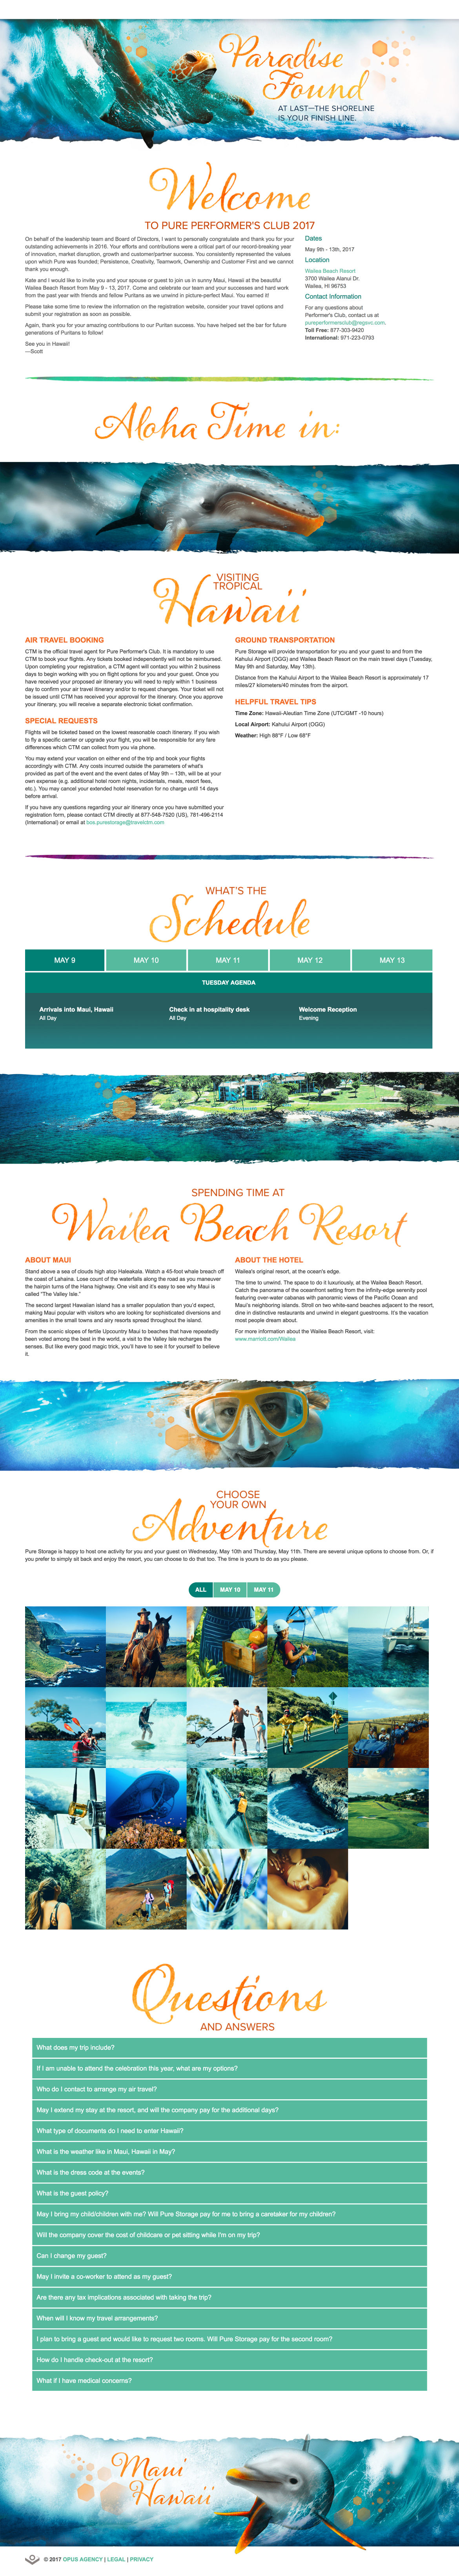 Paradise
Found
AT LAST—THE SHORELINE
IS YOUR FINISH LINE.
Welcome
TO PURE PERFORMER'S CLUB 2017
On behalf of the leadership team and Board of Directors, I want to personally congratulate and thank you for your
outstanding achievements in 2016. Your efforts and contributions were a critical part of our record-breaking year
of innovation, market disruption, growth and customer/partner success. You consistently represented the values
upon which Pure was founded: Persistence, Creativity, Teamwork, Ownership and Customer First and we cannot
thank you enough.
Kate and I would like to invite you and your spouse or guest to join us in Maui, Hawaii at the beautiful
Wailea Beach Resort from May 9 - 13, 2017. Come and celebrate our team and your successes and hard work
from the past year with friends and fellow Puritans as we unwind in picture-perfect Maui. You earned it!
Please take some time to review the information on the registration website, consider your travel options and
submit your registration as soon as possible.
Again, thank you for your amazing contributions to our Puritan success. You have helped set the bar for future
generations of Puritans to follow!
See you in Hawaii!
—Scott
Dates
May 9th - 13th, 2017
Location
Wailea Beach Resort
3700 Wailea Alanui Dr.
Wailea, HI 96753
Contact Information
For any questions about
Performer's Club, contact us at
pureperformersclub@regsvc.com.
Toll Free: 877-303-9420
International: 971-223-0793
Aloha Time in:
VISITING
TROPICAL
Hawaii
AIR TRAVEL BOOKING
CTM is the official travel agent for Pure Performer's Club. It is mandatory to use
CTM to book your flights. Any tickets booked independently will not be reimbursed.
Upon completing your registration, a CTM agent will contact you within 2 business
days to begin working with you on flight options for you and your guest. Once you
have received your proposed air itinerary you will need to reply within 1 business
day to confirm your air travel itinerary and/or to request changes. Your ticket will not
be issued until CTM has received your approval for the itinerary. Once you approve
your itinerary, you will receive a separate electronic ticket confirmation.
SPECIAL REQUESTS
Flights will be ticketed based on the lowest reasonable coach itinerary. If you wish
to fly a specific carrier or upgrade your flight, you will be responsible for any fare
differences which CTM can collect from you via phone.
You may extend your vacation on either end of the trip and book your flights
accordingly with CTM. Any costs incurred outside the parameters of what's
provided as part of the event and the event dates of May 9th – 13th, will be at your
own expense (e.g. additional hotel room nights, incidentals, meals, resort fees,
etc.). You may cancel your extended hotel reservation for no charge until 14 days
before arrival.
If you have any questions regarding your air itinerary once you have submitted your
registration form, please contact CTM directly at 877-548-7520 (US), 781-496-2114
(International) or email at bos.purestorage@travelctm.com
GROUND TRANSPORTATION
Pure Storage will provide transportation for you and your guest to and from the
Kahului Airport (OGG) and Wailea Beach Resort on the main travel days (Tuesday,
May 9th and Saturday, May 13th).
Distance from the Kahului Airport to the Wailea Beach Resort is approximately 17
miles/27 kilometers/40 minutes from the airport.
HELPFUL TRAVEL TIPS
Time Zone: Hawaii-Aleutian Time Zone (UTC/GMT -10 hours)
Local Airport: Kahului Airport (OGG)
Weather: High 88°F / Low 68°F
WHAT'S THE
Schedule
MAY 9
MAY 10
MAY 11
MAY 12
MAY 13
TUESDAY AGENDA
Arrivals into Maui, Hawaii
All Day
Check in at hospitality desk
All Day
Welcome Reception
Evening
SPENDING TIME AT
Wailea Beach Resort
ABOUT MAUI
Stand above a sea of clouds high atop Haleakala. Watch a 45-foot whale breach off
the coast of Lahaina. Lose count of the waterfalls along the road as you maneuver
the hairpin turns of the Hana highway. One visit and it's easy to see why Maui is
called "The Valley Isle."
The second largest Hawaiian island has a smaller population than you'd expect,
making Maui popular with visitors who are looking for sophisticated diversions and
amenities in the small towns and airy resorts spread throughout the island.
From the scenic slopes of fertile Upcountry Maui to beaches that have repeatedly
been voted among the best in the world, a visit to the Valley Isle recharges the
senses. But like every good magic trick, you'll have to see it for yourself to believe
it.
ABOUT THE HOTEL
Wailea's original resort, at the ocean's edge.
The time to unwind. The space to do it luxuriously, at the Wailea Beach Resort.
Catch the panorama of the oceanfront setting from the infinity-edge serenity pool
featuring over-water cabanas with panoramic views of the Pacific Ocean and
Maui's neighboring islands. Stroll on two white-sand beaches adjacent to the resort,
dine in distinctive restaurants and unwind in elegant guestrooms. It's the vacation
most people dream about.
For more information about the Wailea Beach Resort, visit:
www.marriott.com/Wailea
CHOOSE
YOUR OWN
Adventure
Pure Storage is happy to host one activity for you and your guest on Wednesday, May 10th and Thursday, May 11th. There are several unique options to choose from. Or, if
you prefer to simply sit back and enjoy the resort, you can choose to do that too. The time is yours to do as you please.
ALL
MAY 10
MAY 11
Questions
AND ANSWERS
What does my trip include?
If I am unable to attend the celebration this year, what are my options?
Who do I contact to arrange my air travel?
May I extend my stay at the resort, and will the company pay for the additional days?
What type of documents do I need to enter Hawaii?
What is the weather like in Maui, Hawaii in May?
What is the dress code at the events?
What is the guest policy?
May I bring my child/children with me? Will Pure Storage pay for me to bring a caretaker for my children?
Will the company cover the cost of childcare or pet sitting while I'm on my trip?
Can I change my guest?
May I invite a co-worker to attend as my guest?
Are there any tax implications associated with taking the trip?
When will I know my travel arrangements?
I plan to bring a guest and would like to request two rooms. Will Pure Storage pay for the second room?
How do I handle check-out at the resort?
What if I have medical concerns?
Maui
Hawaii
© 2017 OPUS AGENCY | LEGAL | PRIVACY